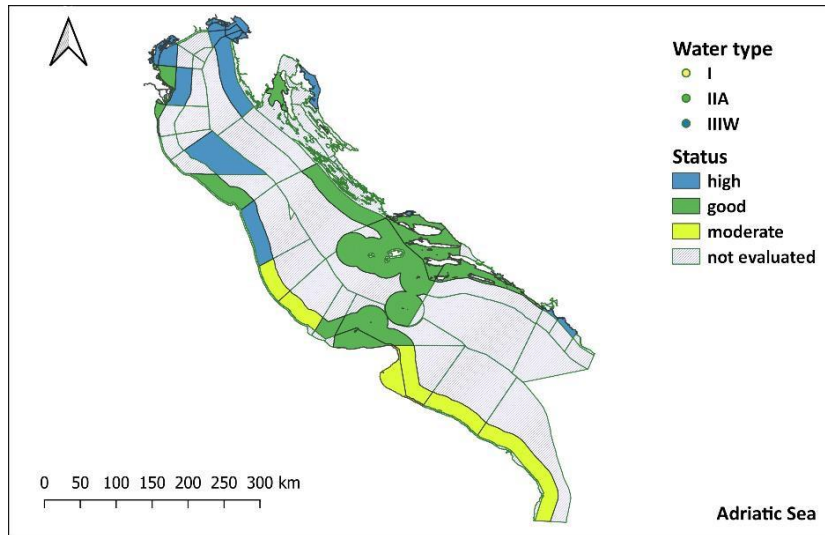 Water type
I
IIA
IIIW
Status
high
good
moderate
not evaluated
0 50 100 150 200 250 300 km
Adriatic Sea